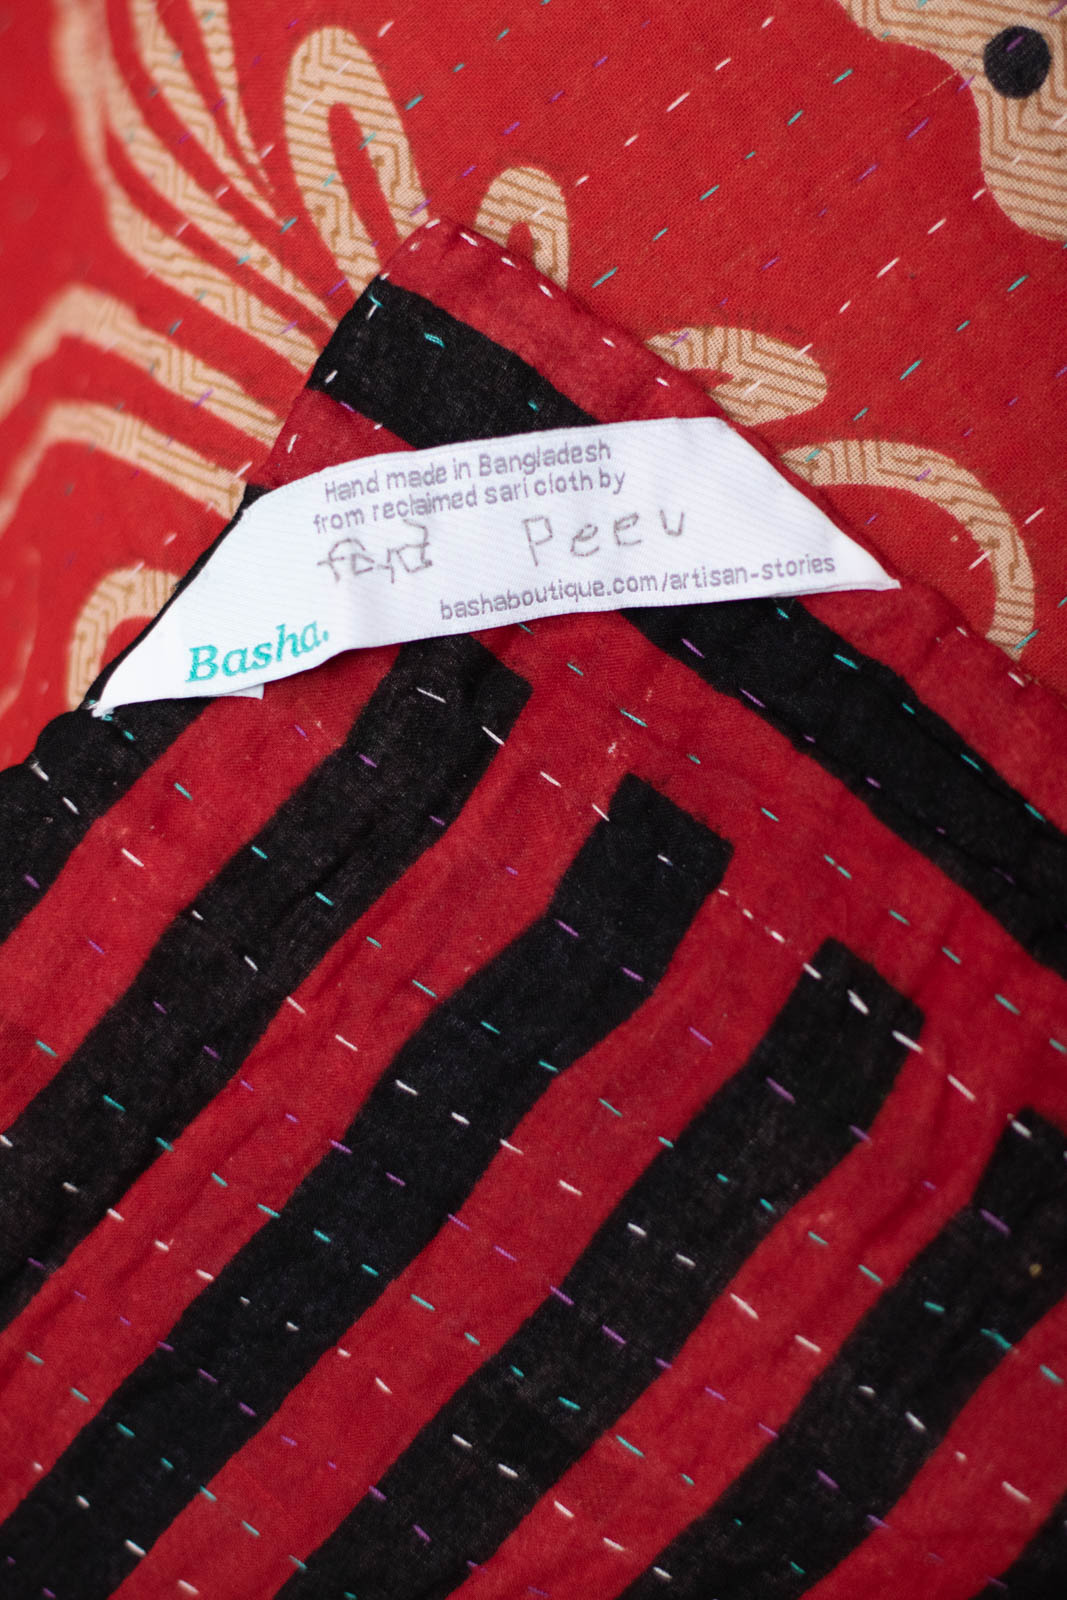 Hand made in Bangladesh
from reclaimed sari cloth by
Peeu
bashaboutique.com/artisan-stories
Basha.